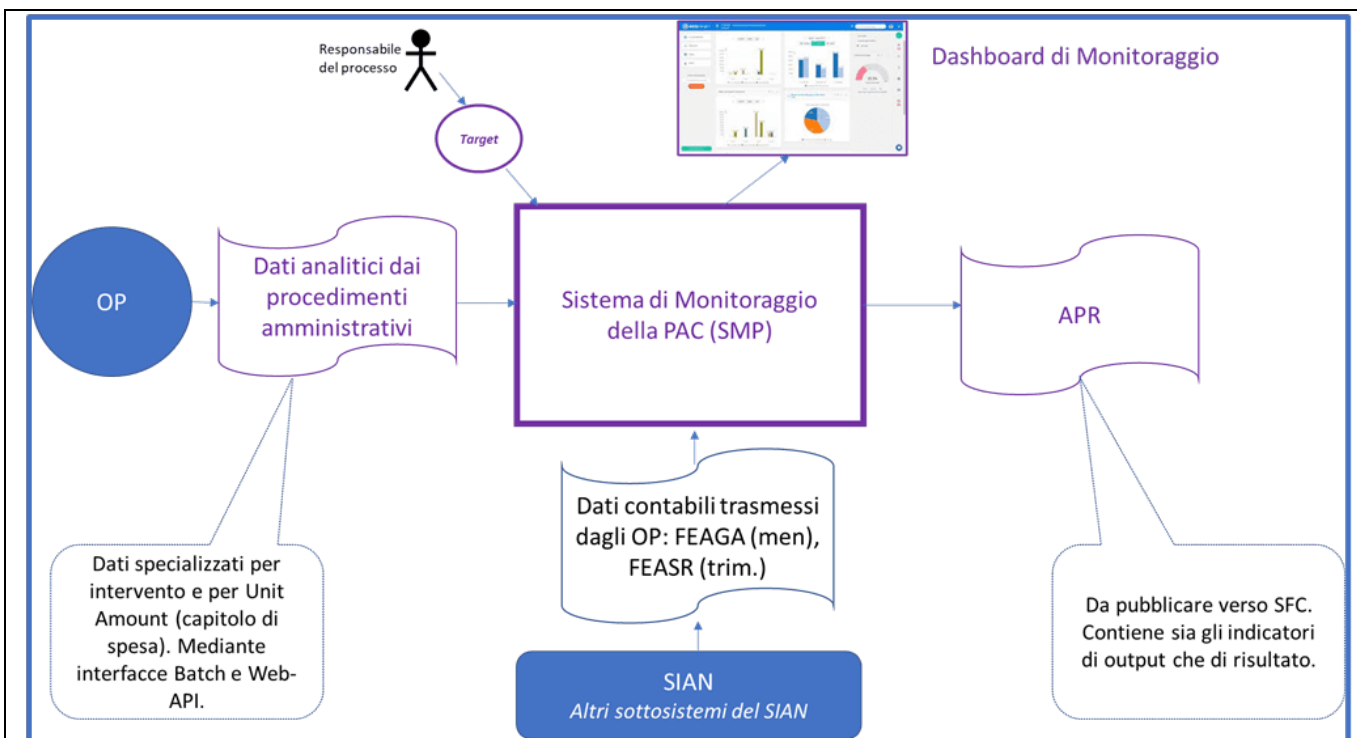 Responsabile
del processo
Dashboard di Monitoraggio
Target
OP
Dati analitici dai
procedimenti
amministrativi
Sistema di Monitoraggio
della PAC (SMP)
APR
Dati contabili trasmessi
dagli OP: FEAGA (men),
FEASR (trim.)
Dati specializzati per
intervento e per Unit
Amount (capitolo di
spesa). Mediante
interfacce Batch e Web-
API.
Da pubblicare verso SFC.
Contiene sia gli indicatori
di output che di risultato.
SIAN
Altri sottosistemi del SIAN